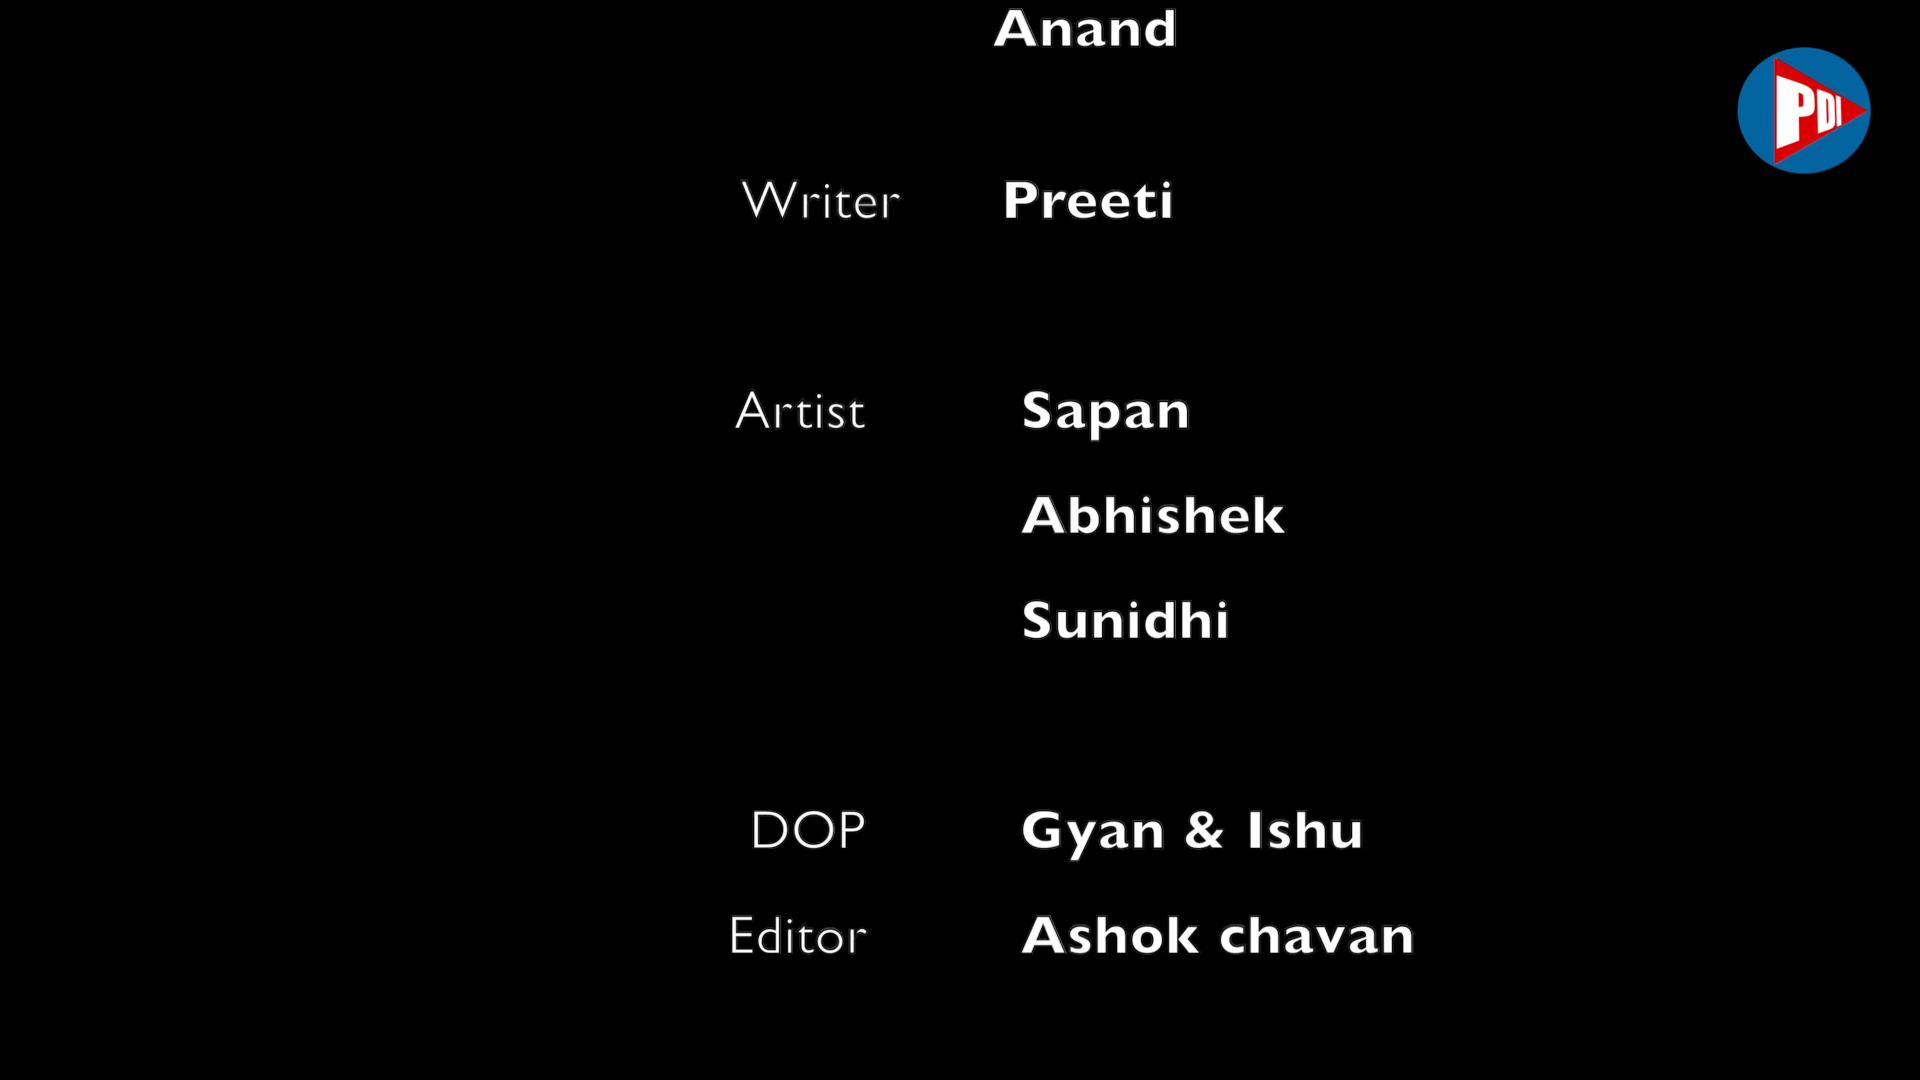 Anand
PDI
Writer Preeti
Artist Sapan
Abhishek
Sunidhi
DOP Gyan & Ishu
Editor Ashok chavan